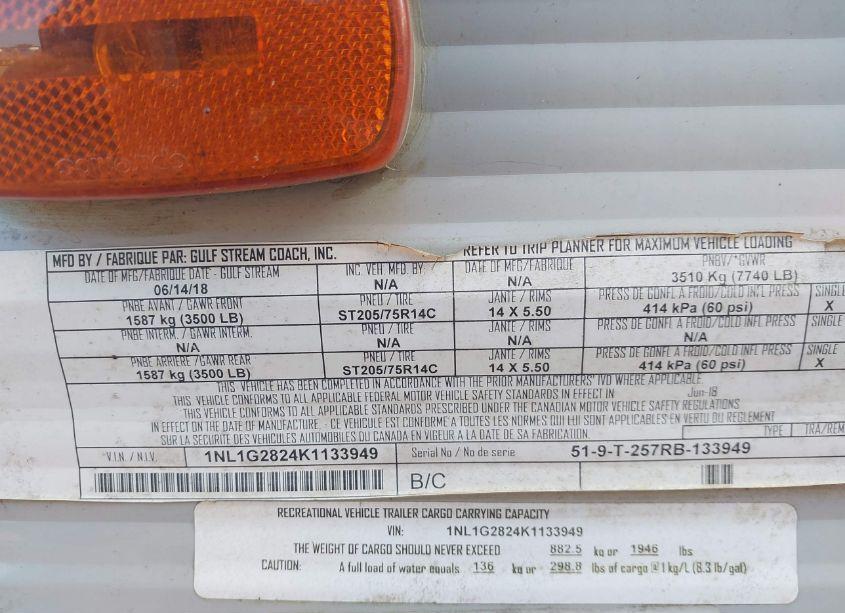 MFD BY / FABRIQUE PAR: GULF STREAM COACH, INC. REFER TO TRIP PLANNER FOR MAXIMUM VEHICLE LOADING
DATE OF MFG/FABRIQUE DATE - GULF STREAM INC. VEH MFD. BY / DATE OF MFG/FABRIQUE PNBV/*GVWR
06/14/18 N/A N/A 3510 Kg (7740 LB)
PNBE AVANT / GAWR FRONT PNEU / TIRE JANTE / RIMS PRESS DE GONFL A FROID/COLD INFL PRESS SINGLE
1587 kg (3500 LB) ST205/75R14C 14 X 5.50 414 kPa (60 psi) X
PNBE INTERM. / GAWR INTERM. PNEU / TIRE JANTE / RIMS PRESS DE GONFL A FROID/COLD INFL PRESS SINGLE
N/A N/A N/A N/A
PNBE ARRIERE / GAWR REAR PNEU / TIRE JANTE / RIMS PRESS DE GONFL A FROID/COLD INFL PRESS SINGLE
1587 kg (3500 LB) ST205/75R14C 14 X 5.50 414 kPa (60 psi) X
THIS VEHICLE HAS BEEN COMPLETED IN ACCORDANCE WITH THE PRIOR MANUFACTURERS' IVD WHERE APPLICABLE.
THIS VEHICLE CONFORMS TO ALL APPLICABLE FEDERAL MOTOR VEHICLE SAFETY STANDARDS IN EFFECT IN Jun-18
THIS VEHICLE CONFORMS TO ALL APPLICABLE STANDARDS PRESCRIBED UNDER THE CANADIAN MOTOR VEHICLE SAFETY REGULATIONS
IN EFFECT ON THE DATE OF MANUFACTURE - CE VEHICULE EST CONFORME A TOUTES LES NORMES QUI LUI SONT APPLICABLES EN VERTU DU REGLEMENT
SUR LA SECURITE DES VEHICULES AUTOMOBILES DU CANADA EN VIGEUR A LA DATE DE SA FABRICATION TYPE TRA/REM
V.I.N. / N.I.V. 1NL1G2824K1133949 Serial No / No de serie 51-9-T-257RB-133949
B/C
RECREATIONAL VEHICLE TRAILER CARGO CARRYING CAPACITY
VIN: 1NL1G2824K1133949
THE WEIGHT OF CARGO SHOULD NEVER EXCEED 882.5 kg or 1946 lbs
CAUTION: A full load of water equals 136 kg or 298.8 lbs of cargo @ 1 kg/L (8.3 lb/gal)